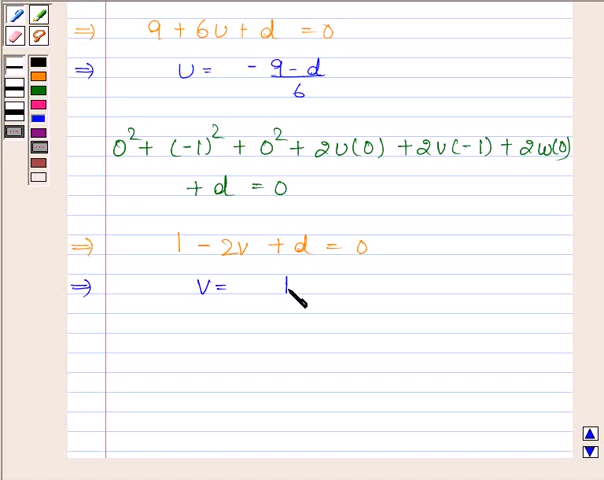 ⇒ 9 + 6u + d = 0
⇒ u = (-9 - d)/6
0² + (-1)² + 0² + 2u(0) + 2v(-1) + 2w(0)
+ d = 0
⇒ 1 - 2v + d = 0
⇒ v = 1